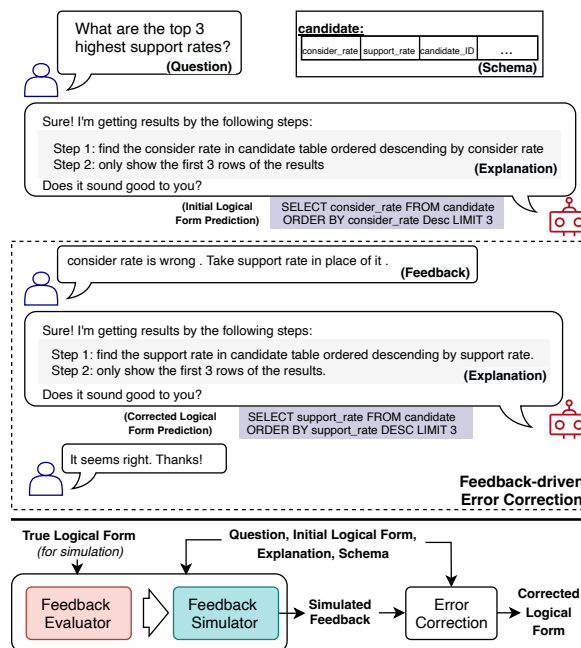 What are the top 3
highest support rates?
(Question)
candidate:
consider_rate support_rate candidate_ID ...
(Schema)
Sure! I'm getting results by the following steps:
Step 1: find the consider rate in candidate table ordered descending by consider rate
Step 2: only show the first 3 rows of the results
(Explanation)
Does it sound good to you?
(Initial Logical
Form Prediction)
SELECT consider_rate FROM candidate
ORDER BY consider_rate Desc LIMIT 3
consider rate is wrong . Take support rate in place of it .
(Feedback)
Sure! I'm getting results by the following steps:
Step 1: find the support rate in candidate table ordered descending by support rate.
Step 2: only show the first 3 rows of the results.
(Explanation)
Does it sound good to you?
(Corrected Logical
Form Prediction)
SELECT support_rate FROM candidate
ORDER BY support_rate DESC LIMIT 3
It seems right. Thanks!
Feedback-driven
Error Correction
True Logical Form
(for simulation)
Question, Initial Logical Form,
Explanation, Schema
Feedback
Evaluator
Feedback
Simulator
Simulated
Feedback
Error
Correction
Corrected
Logical
Form